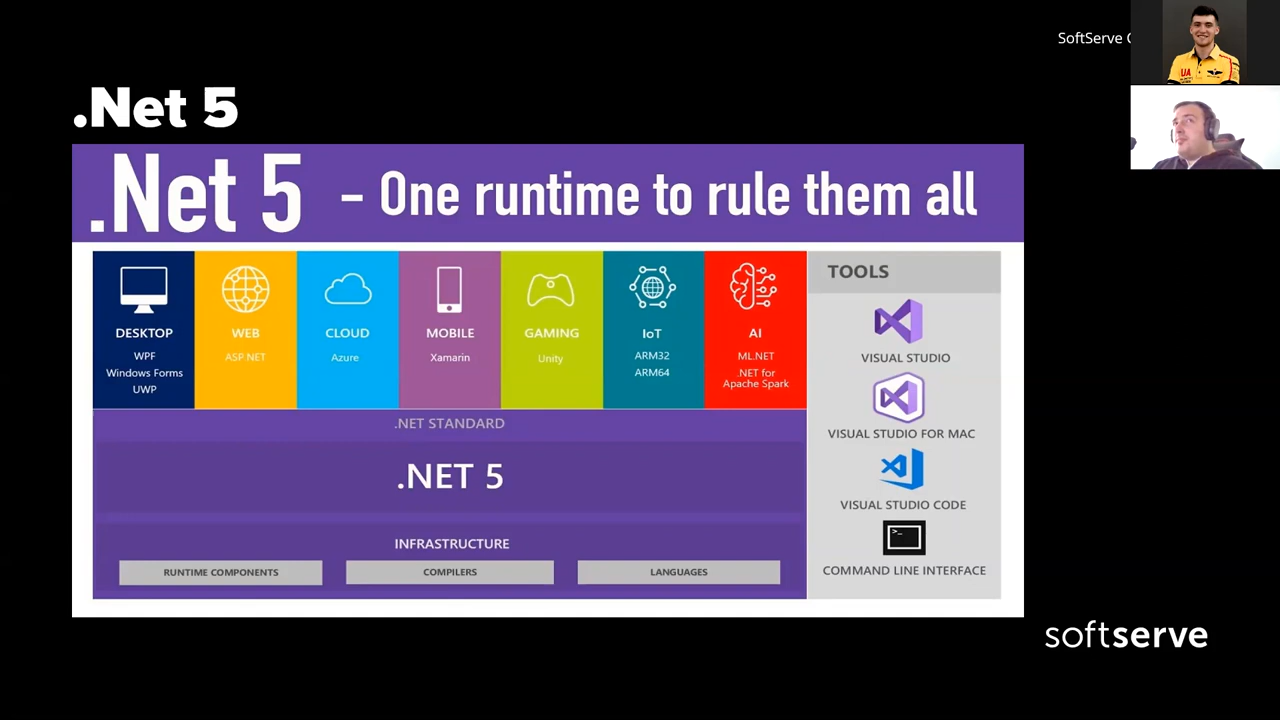 SoftServe
.Net 5
.Net 5 – One runtime to rule them all
DESKTOP
WPF
Windows Forms
UWP
WEB
ASP NET
CLOUD
Azure
MOBILE
Xamarin
GAMING
Unity
IoT
ARM32
ARM64
AI
ML.NET
.NET for
Apache Spark
.NET STANDARD
.NET 5
INFRASTRUCTURE
RUNTIME COMPONENTS
COMPILERS
LANGUAGES
TOOLS
VISUAL STUDIO
VISUAL STUDIO FOR MAC
VISUAL STUDIO CODE
COMMAND LINE INTERFACE
UA
softserve